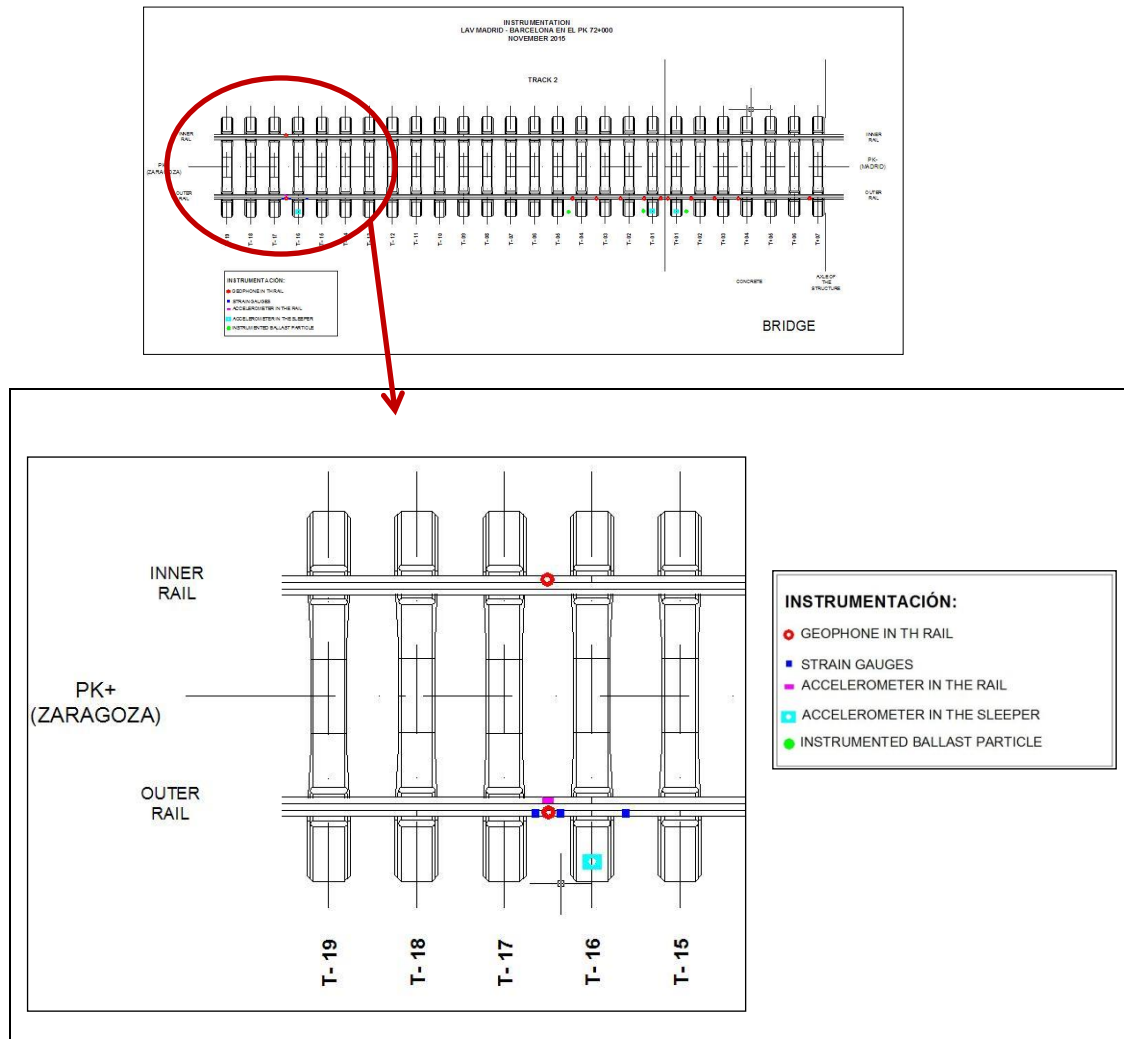 INSTRUMENTATION
LAV MADRID - BARCELONA EN EL PK 72+000
NOVEMBER 2015
TRACK 2
INNER
RAIL
INNER
RAIL
(ZARAGOZA)
PK-
(MADRID)
OUTER
RAIL
OUTER
RAIL
T- 19
T- 18
T- 17
T- 16
T- 15
T- 12
T- 11
T- 10
T- 09
T- 08
T- 07
T- 06
T- 05
T- 04
T- 03
T- 02
T- 01
T+ 01
T+ 02
T+ 03
T+ 04
T+ 05
T+ 06
T+ 07
CONCRETE
AXLE OF
THE
STRUCTURE
BRIDGE
INSTRUMENTACIÓN:
GEOPHONE IN TH RAIL
STRAIN GAUGES
ACCELEROMETER IN THE RAIL
ACCELEROMETER IN THE SLEEPER
INSTRUMENTED BALLAST PARTICLE
INNER
RAIL
PK+
(ZARAGOZA)
OUTER
RAIL
T- 19
T- 18
T- 17
T- 16
T- 15
INSTRUMENTACIÓN:
GEOPHONE IN TH RAIL
STRAIN GAUGES
ACCELEROMETER IN THE RAIL
ACCELEROMETER IN THE SLEEPER
INSTRUMENTED BALLAST PARTICLE